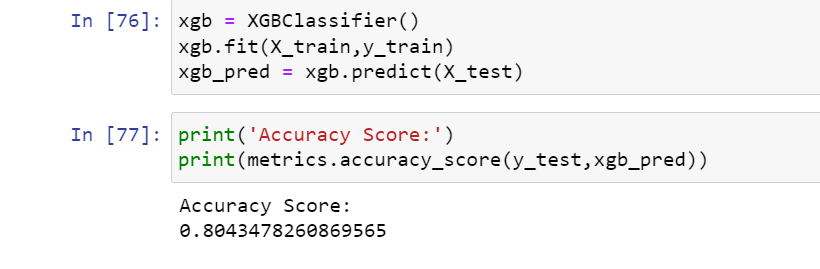 In [76]: xgb = XGBClassifier()
xgb.fit(X_train,y_train)
xgb_pred = xgb.predict(X_test)
In [77]: print('Accuracy Score:')
print(metrics.accuracy_score(y_test,xgb_pred))
Accuracy Score:
0.8043478260869565